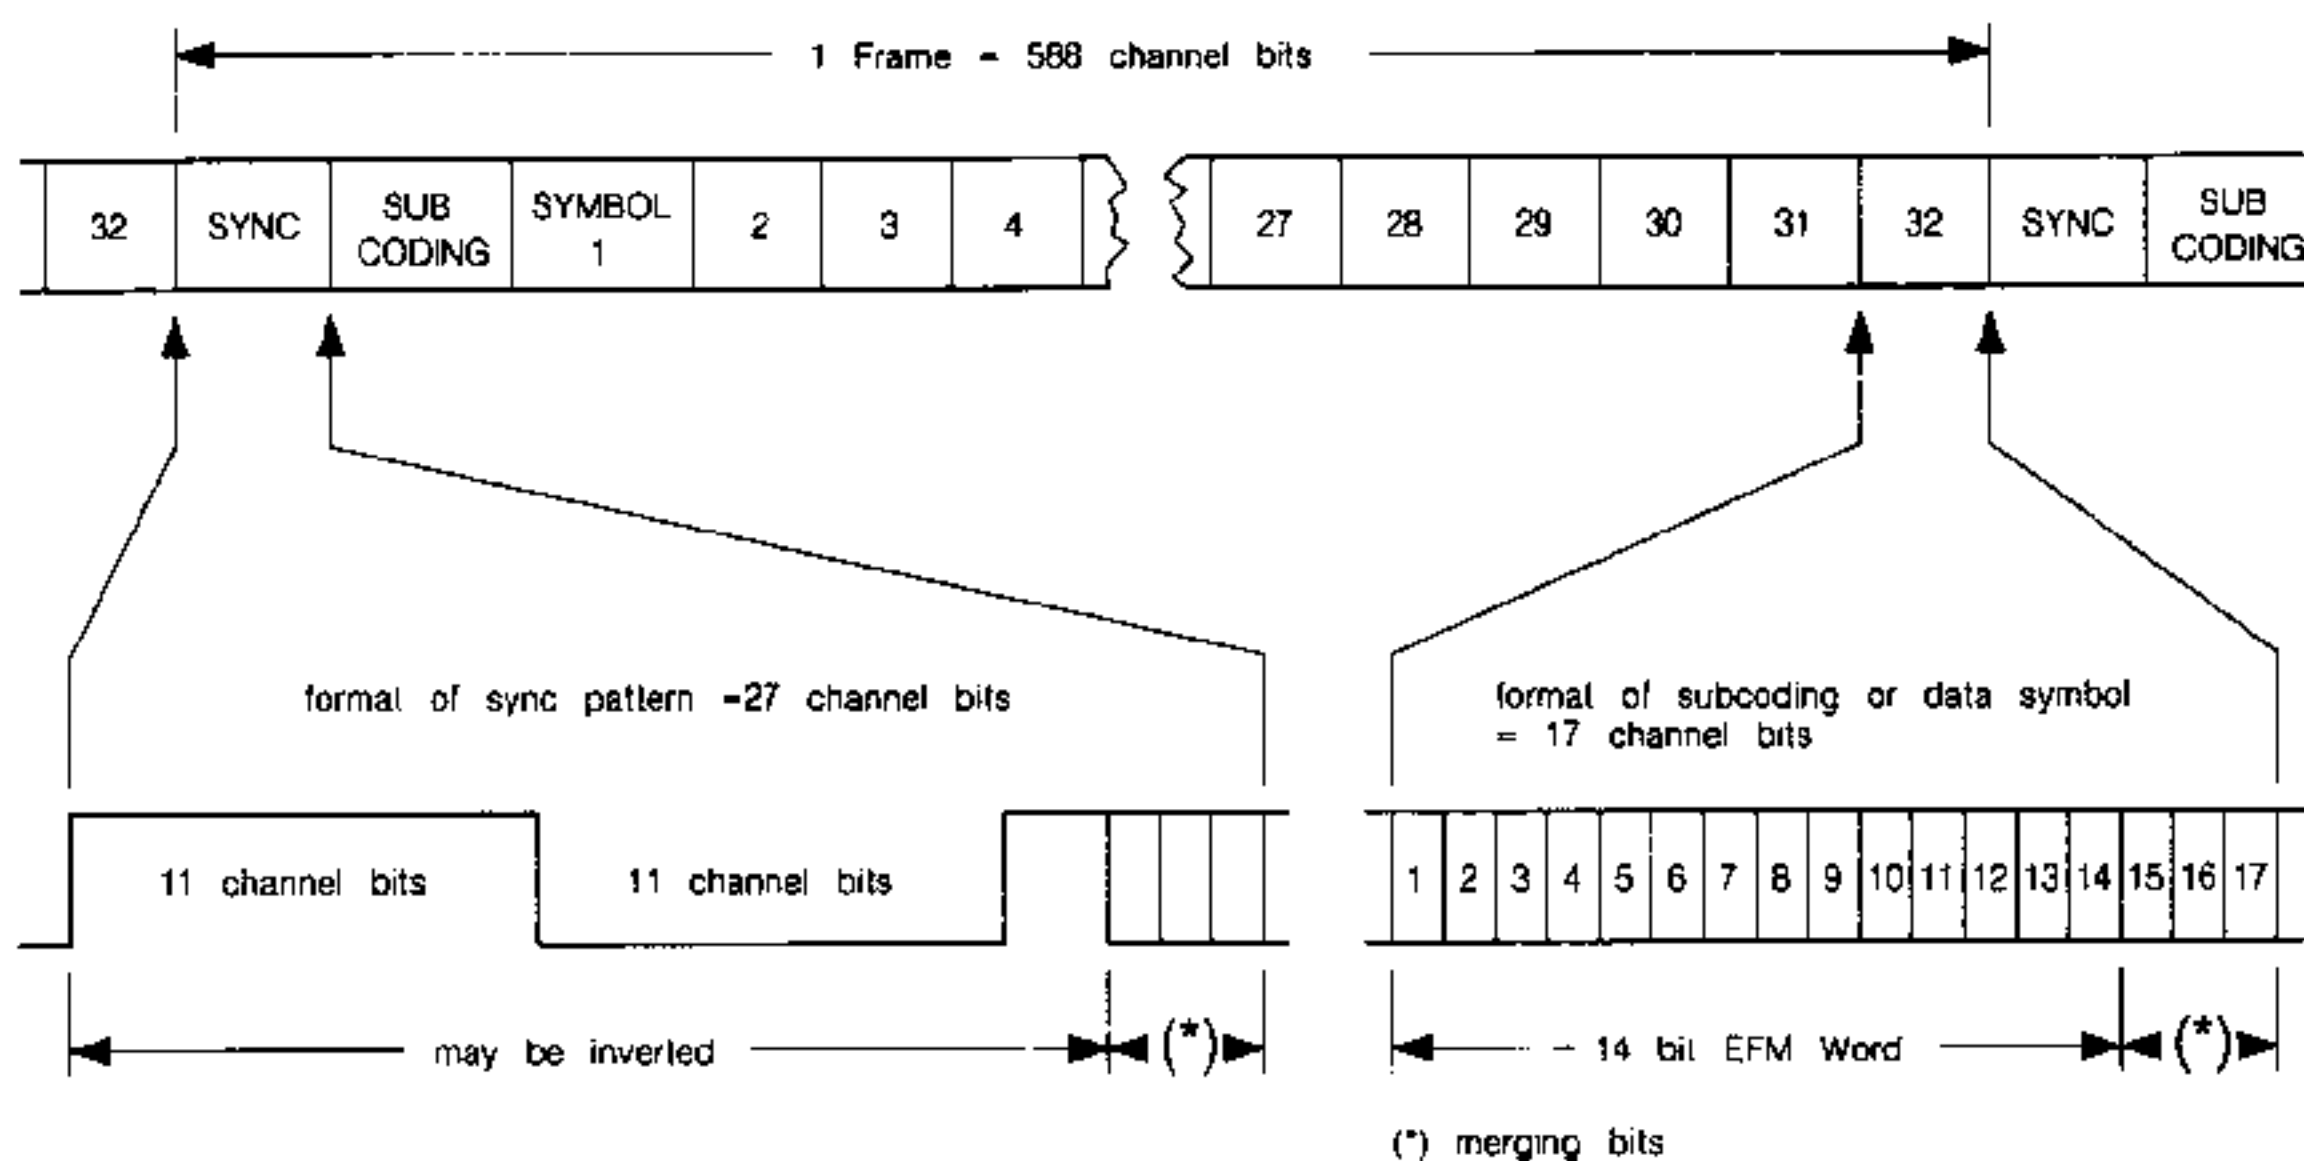 1 Frame = 588 channel bits
32 SYNC SUB CODING SYMBOL 1 2 3 4 27 28 29 30 31 32 SYNC SUB CODING
format of sync pattern =27 channel bits
format of subcoding or data symbol
= 17 channel bits
11 channel bits 11 channel bits
1 2 3 4 5 6 7 8 9 10 11 12 13 14 15 16 17
may be inverted (*)
14 bit EFM Word (*)
(*) merging bits